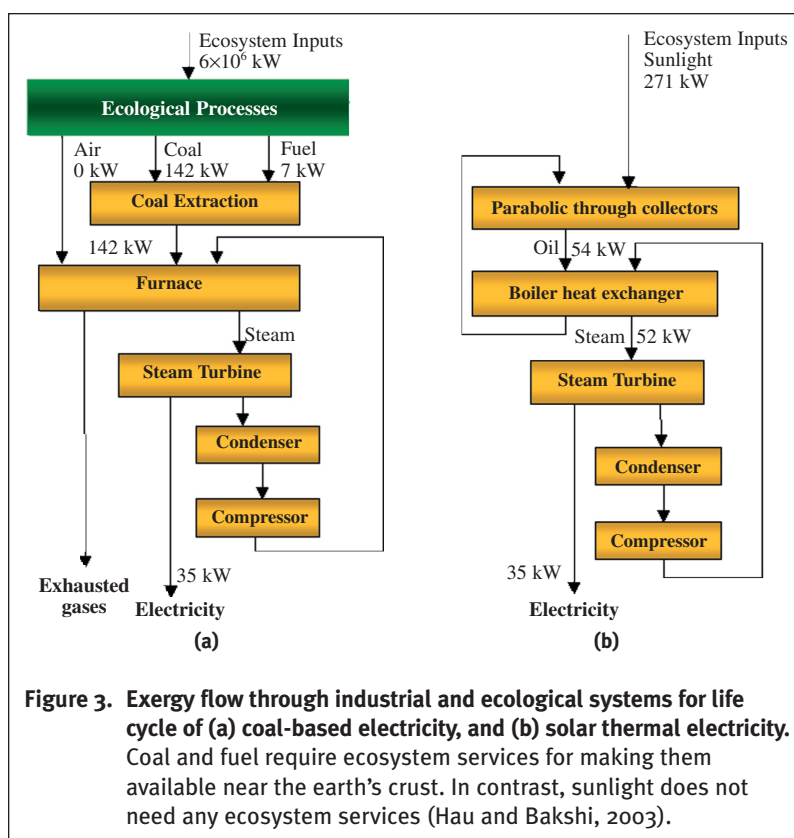 Ecosystem Inputs
6×10⁶ kW
Ecological Processes
Air
0 kW
Coal
142 kW
Fuel
7 kW
Coal Extraction
142 kW
Furnace
Steam
Steam Turbine
Condenser
Compressor
35 kW
Exhausted
gases
Electricity
(a)
Ecosystem Inputs
Sunlight
271 kW
Parabolic through collectors
Oil 54 kW
Boiler heat exchanger
Steam 52 kW
Steam Turbine
Condenser
Compressor
35 kW
Electricity
(b)
Figure 3. Exergy flow through industrial and ecological systems for life
cycle of (a) coal-based electricity, and (b) solar thermal electricity.
Coal and fuel require ecosystem services for making them
available near the earth's crust. In contrast, sunlight does not
need any ecosystem services (Hau and Bakshi, 2003).